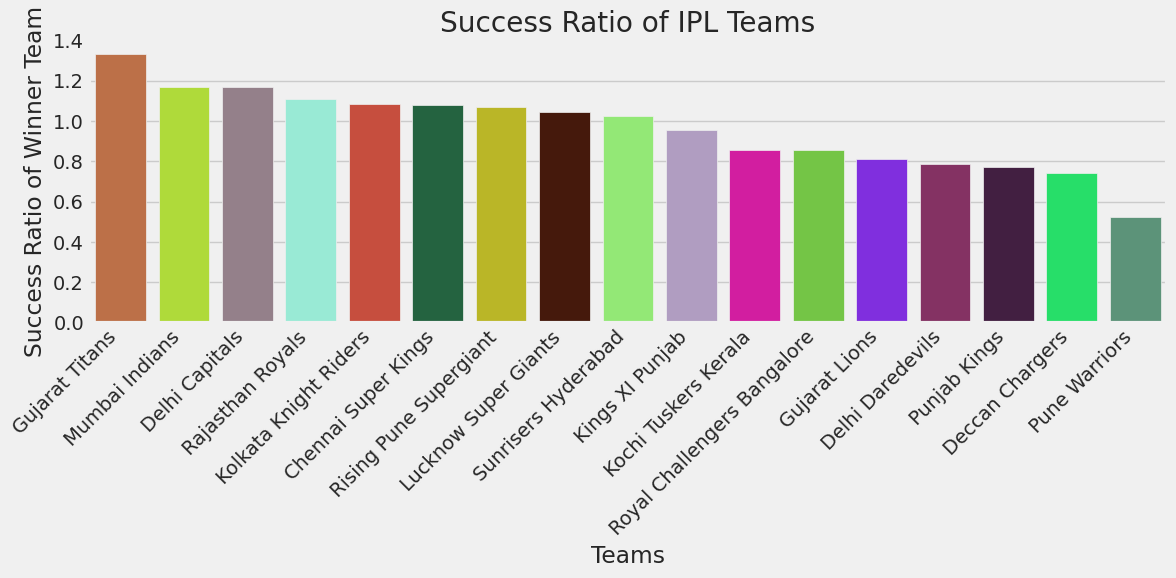 Success Ratio of IPL Teams
Success Ratio of Winner Team
1.4
1.2
1.0
0.8
0.6
0.4
0.2
0.0
Gujarat Titans
Mumbai Indians
Delhi Capitals
Rajasthan Royals
Kolkata Knight Riders
Chennai Super Kings
Rising Pune Supergiant
Lucknow Super Giants
Sunrisers Hyderabad
Kings XI Punjab
Kochi Tuskers Kerala
Royal Challengers Bangalore
Gujarat Lions
Delhi Daredevils
Punjab Kings
Deccan Chargers
Pune Warriors
Teams